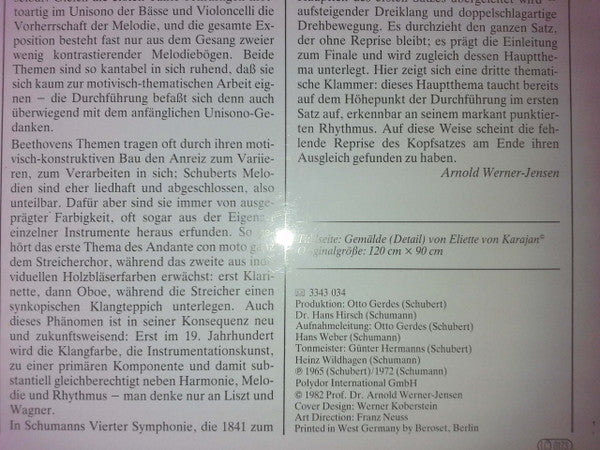 toartig im Unisono der Bässe und Violoncelli die
Vorherrschaft der Melodie, und die gesamte Ex-
position besteht fast nur aus dem Gesang zweier
wenig kontrastierender Melodiebögen. Beide
Themen sind so kantabel in sich ruhend, daß sie
sich kaum zur motivisch-thematischen Arbeit eig-
nen – die Durchführung befaßt sich denn auch
überwiegend mit dem anfänglichen Unisono-Ge-
danken.
Beethovens Themen tragen oft durch ihren moti-
visch-konstruktiven Bau den Anreiz zum Variie-
ren, zum Verarbeiten in sich; Schuberts Melo-
dien sind eher liedhaft und abgeschlossen, also
unteilbar. Dafür aber sind sie immer von ausge-
prägter Farbigkeit, oft sogar aus der
einzelner Instrumente heraus erfunden. So
hört das erste Thema des Andante con moto
dem Streicherchor, während das zweite aus
viduellen Holzbläserfarben erwächst: erst Klari-
nette, dann Oboe, während die Streicher einen
synkopischen Klangteppich unterlegen. Auch
dieses Phänomen ist in seiner Konsequenz neu
und zukunftsweisend: Erst im 19. Jahrhundert
wird die Klangfarbe, die Instrumentationskunst,
zu einer primären Komponente und damit sub-
stantiell gleichberechtigt neben Harmonie, Melo-
die und Rhythmus – man denke nur an Liszt und
Wagner.
In Schumanns Vierter Symphonie, die 1841 zum
aufsteigender Dreiklang und doppelschlagartige
Drehbewegung. Es durchzieht den ganzen Satz,
der ohne Reprise bleibt; es prägt die Einleitung
zum Finale und wird zugleich dessen Hauptthe-
ma unterlegt. Hier zeigt sich eine dritte themati-
sche Klammer: dieses Hauptthema taucht bereits
auf dem Höhepunkt der Durchführung im ersten
Satz auf, erkennbar an seinem markant punktier-
ten Rhythmus. Auf diese Weise scheint die feh-
lende Reprise des Kopfsatzes am Ende ihren
Ausgleich gefunden zu haben.
Arnold Werner-Jensen
Titelseite: Gemälde (Detail) von Eliette von Karajan©
Originalgröße: 120 cm × 90 cm
3343 034
Produktion: Otto Gerdes (Schubert)
Dr. Hans Hirsch (Schumann)
Aufnahmeleitung: Otto Gerdes (Schubert)
Hans Weber (Schumann)
Tonmeister: Günter Hermanns (Schubert)
Heinz Wildhagen (Schumann)
℗ 1965 (Schubert)/1972 (Schumann)
Polydor International GmbH
© 1982 Prof. Dr. Arnold Werner-Jensen
Cover Design: Werner Koberstein
Art Direction: Franz Neuss
Printed in West Germany by Beroset, Berlin